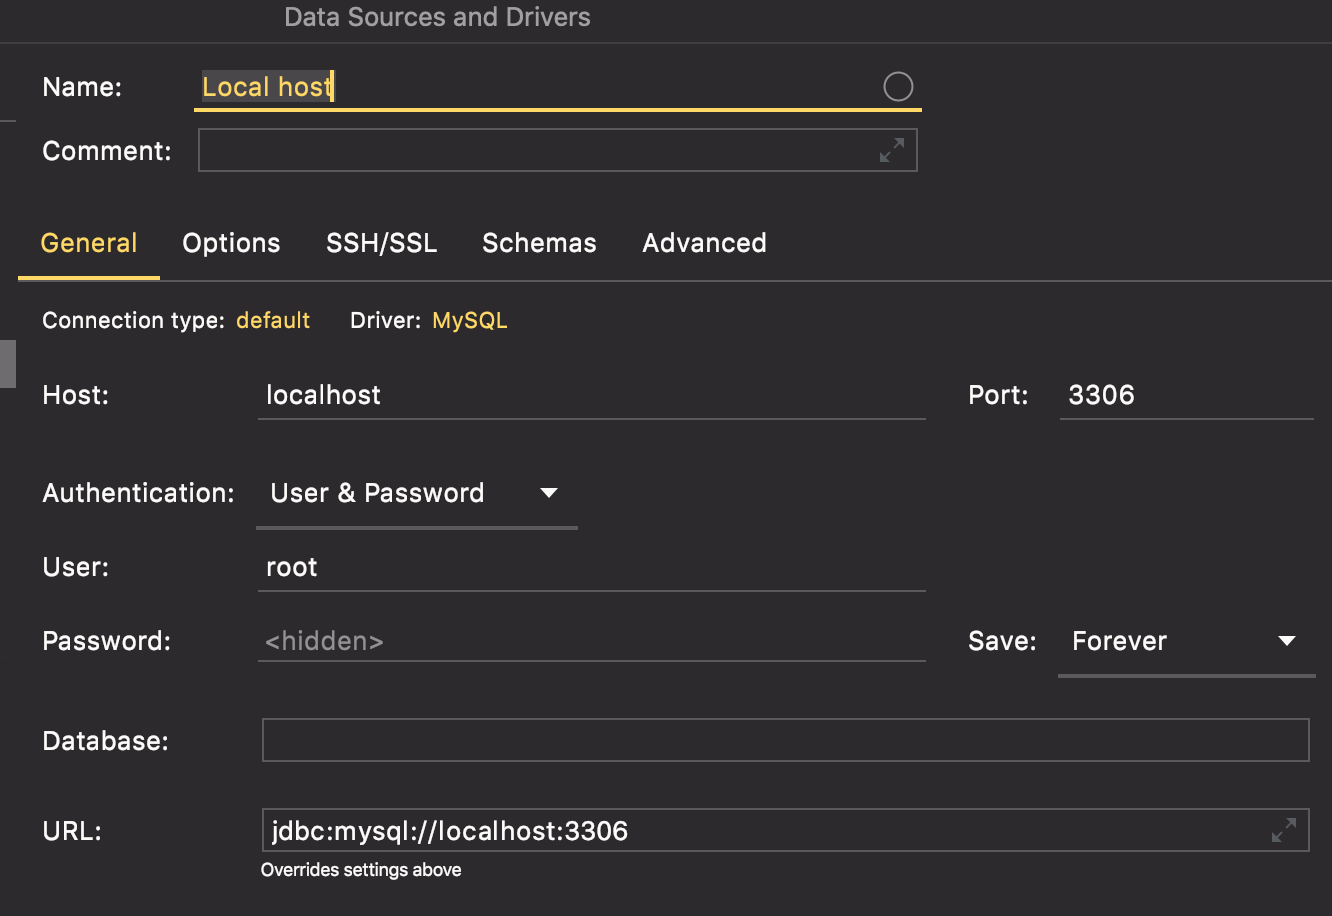 Data Sources and Drivers
Name: Local host
Comment:
General Options SSH/SSL Schemas Advanced
Connection type: default Driver: MySQL
Host: localhost Port: 3306
Authentication: User & Password
User: root
Password: <hidden> Save: Forever
Database:
URL: jdbc:mysql://localhost:3306
Overrides settings above